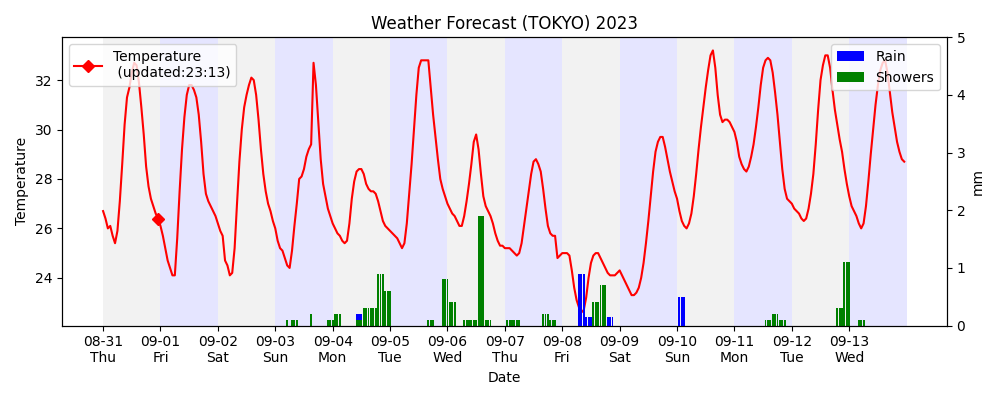 Weather Forecast (TOKYO) 2023
Temperature
(updated:23:13)
Rain
Showers
Temperature
32
30
28
26
24
5
4
3
2
1
0
mm
08-31 09-01 09-02 09-03 09-04 09-05 09-06 09-07 09-08 09-09 09-10 09-11 09-12 09-13
Thu Fri Sat Sun Mon Tue Wed Thu Fri Sat Sun Mon Tue Wed
Date